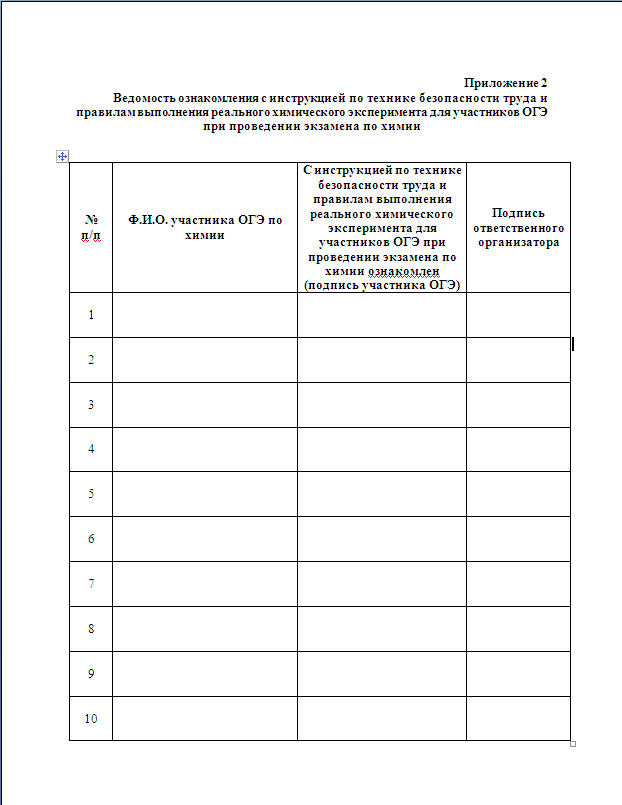 Приложение 2
Ведомость ознакомления с инструкцией по технике безопасности труда и
правилам выполнения реального химического эксперимента для участников ОГЭ
при проведении экзамена по химии
№
п/п
Ф.И.О. участника ОГЭ по
химии
С инструкцией по технике
безопасности труда и
правилам выполнения
реального химического
эксперимента для
участников ОГЭ при
проведении экзамена по
химии ознакомлен
(подпись участника ОГЭ)
Подпись
ответственного
организатора
1
2
3
4
5
6
7
8
9
10